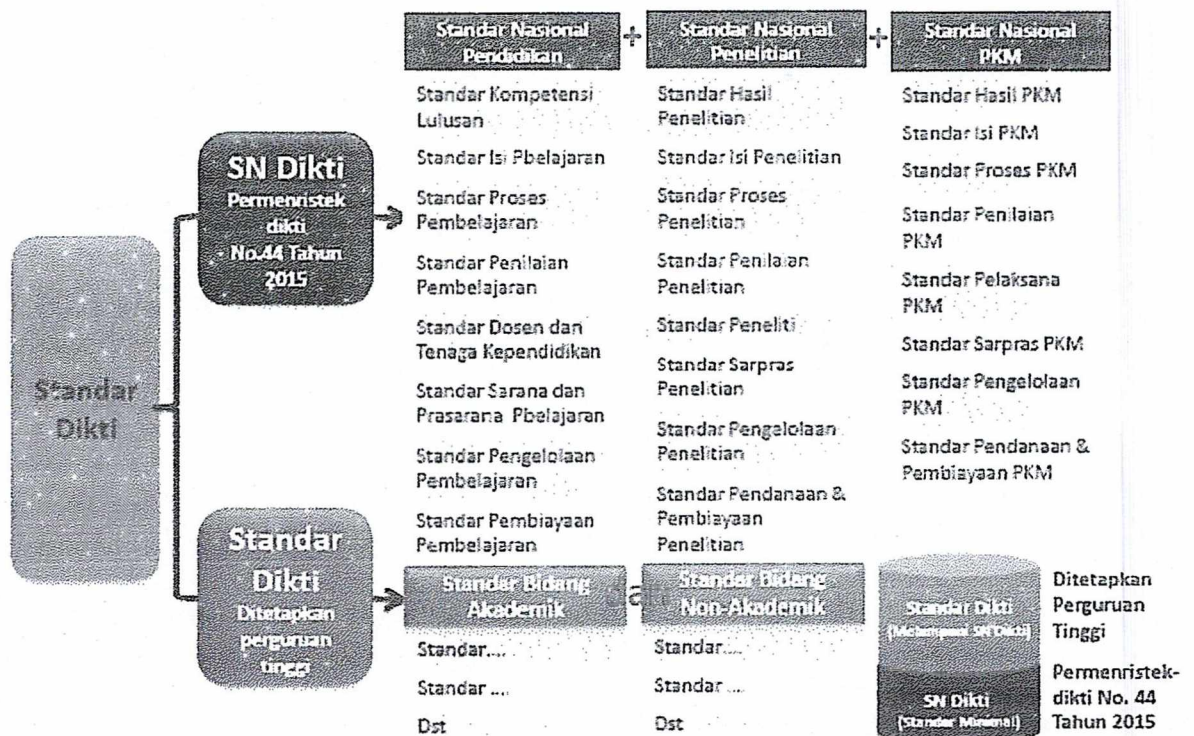 Standar
Dikti
SN Dikti
Permenristek
dikti
No.44 Tahun
2015
Standar
Dikti
Ditetapkan
perguruan
tinggi
Standar Nasional
Pendidikan
Standar Kompetensi
Lulusan
Standar Isi Pbelajaran
Standar Proses
Pembelajaran
Standar Penilaian
Pembelajaran
Standar Dosen dan
Tenaga Kependidikan
Standar Sarana dan
Prasarana Pbelajaran
Standar Pengelolaan
Pembelajaran
Standar Pembiayaan
Pembelajaran
+
Standar Nasional
Penelitian
Standar Hasil
Penelitian
Standar Isi Penelitian
Standar Proses
Penelitian
Standar Penilaian
Penelitian
Standar Peneliti
Standar Sarpras
Penelitian
Standar Pengelolaan
Penelitian
Standar Pendanaan &
Pembiayaan
Penelitian
+
Standar Nasional
PKM
Standar Hasil PKM
Standar Isi PKM
Standar Proses PKM
Standar Penilaian
PKM
Standar Pelaksana
PKM
Standar Sarpras PKM
Standar Pengelolaan
PKM
Standar Pendanaan &
Pembiayaan PKM
Standar Bidang
Akademik
Standar....
Standar ....
Dst
dan
Standar Bidang
Non-Akademik
Standar....
Standar ....
Dst
Standar Dikti
(Melampaui SN Dikti)
SN Dikti
(Standar Minimal)
Ditetapkan
Perguruan
Tinggi
Permenristek-
dikti No. 44
Tahun 2015